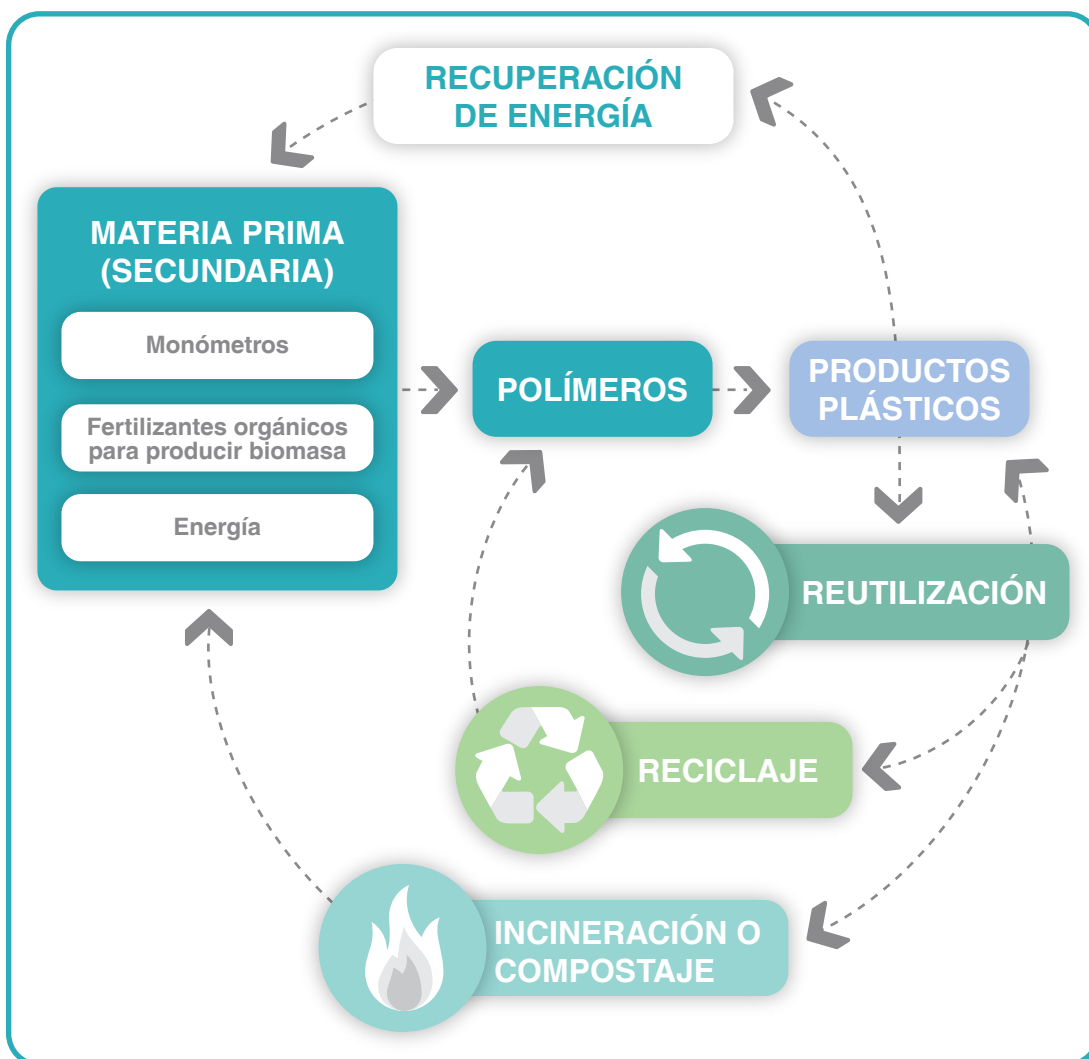 RECUPERACIÓN
DE ENERGÍA
MATERIA PRIMA
(SECUNDARIA)
Monómetros
Fertilizantes orgánicos
para producir biomasa
Energía
POLÍMEROS
PRODUCTOS
PLÁSTICOS
REUTILIZACIÓN
RECICLAJE
INCINERACIÓN O
COMPOSTAJE